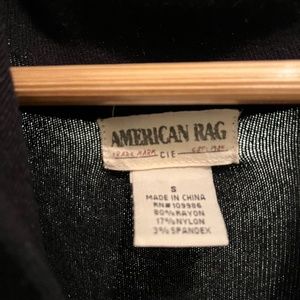 AMERICAN RAG
TRADE MARK CIE EST. 1984
S
MADE IN CHINA
RN#109986
80%RAYON
17%NYLON
3%SPANDEX